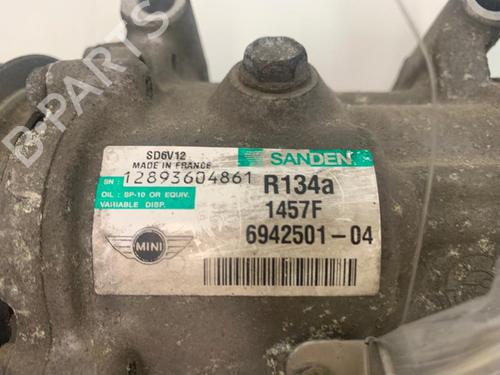 SD6V12
MADE IN FRANCE
SANDEN
SN: 12893604861
OIL : SP-10 OR EQUIV.
VARIABLE DISP.
R134a
1457F
6942501-04
MINI
B-PARTS